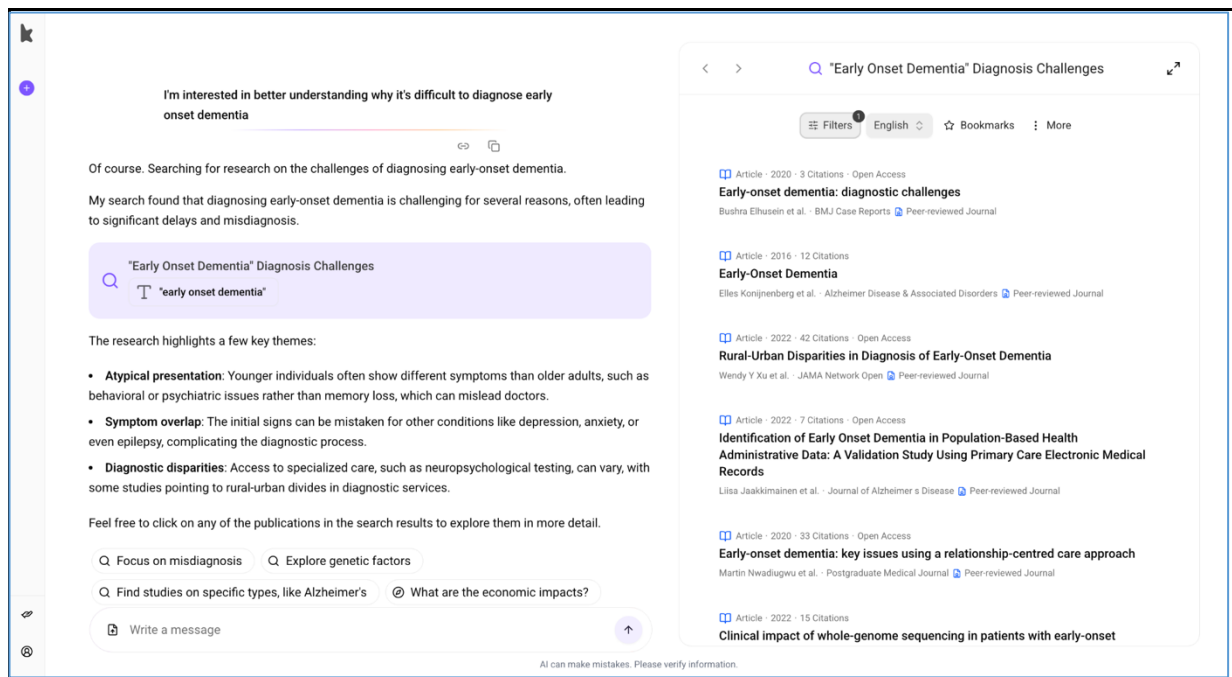 I'm interested in better understanding why it's difficult to diagnose early
onset dementia
Of course. Searching for research on the challenges of diagnosing early-onset dementia.
My search found that diagnosing early-onset dementia is challenging for several reasons, often leading
to significant delays and misdiagnosis.
"Early Onset Dementia" Diagnosis Challenges
"early onset dementia"
The research highlights a few key themes:
• Atypical presentation: Younger individuals often show different symptoms than older adults, such as
behavioral or psychiatric issues rather than memory loss, which can mislead doctors.
• Symptom overlap: The initial signs can be mistaken for other conditions like depression, anxiety, or
even epilepsy, complicating the diagnostic process.
• Diagnostic disparities: Access to specialized care, such as neuropsychological testing, can vary, with
some studies pointing to rural-urban divides in diagnostic services.
Feel free to click on any of the publications in the search results to explore them in more detail.
Focus on misdiagnosis
Explore genetic factors
Find studies on specific types, like Alzheimer's
What are the economic impacts?
Write a message
"Early Onset Dementia" Diagnosis Challenges
Filters 1 English Bookmarks More
Article · 2020 · 3 Citations · Open Access
Early-onset dementia: diagnostic challenges
Bushra Elhusein et al. · BMJ Case Reports Peer-reviewed Journal
Article · 2016 · 12 Citations
Early-Onset Dementia
Elles Konijnenberg et al. · Alzheimer Disease & Associated Disorders Peer-reviewed Journal
Article · 2022 · 42 Citations · Open Access
Rural-Urban Disparities in Diagnosis of Early-Onset Dementia
Wendy Y Xu et al. · JAMA Network Open Peer-reviewed Journal
Article · 2022 · 7 Citations · Open Access
Identification of Early Onset Dementia in Population-Based Health
Administrative Data: A Validation Study Using Primary Care Electronic Medical
Records
Liisa Jaakkimainen et al. · Journal of Alzheimer s Disease Peer-reviewed Journal
Article · 2020 · 33 Citations · Open Access
Early-onset dementia: key issues using a relationship-centred care approach
Martin Nwadiugwu et al. · Postgraduate Medical Journal Peer-reviewed Journal
Article · 2022 · 15 Citations
Clinical impact of whole-genome sequencing in patients with early-onset
AI can make mistakes. Please verify information.